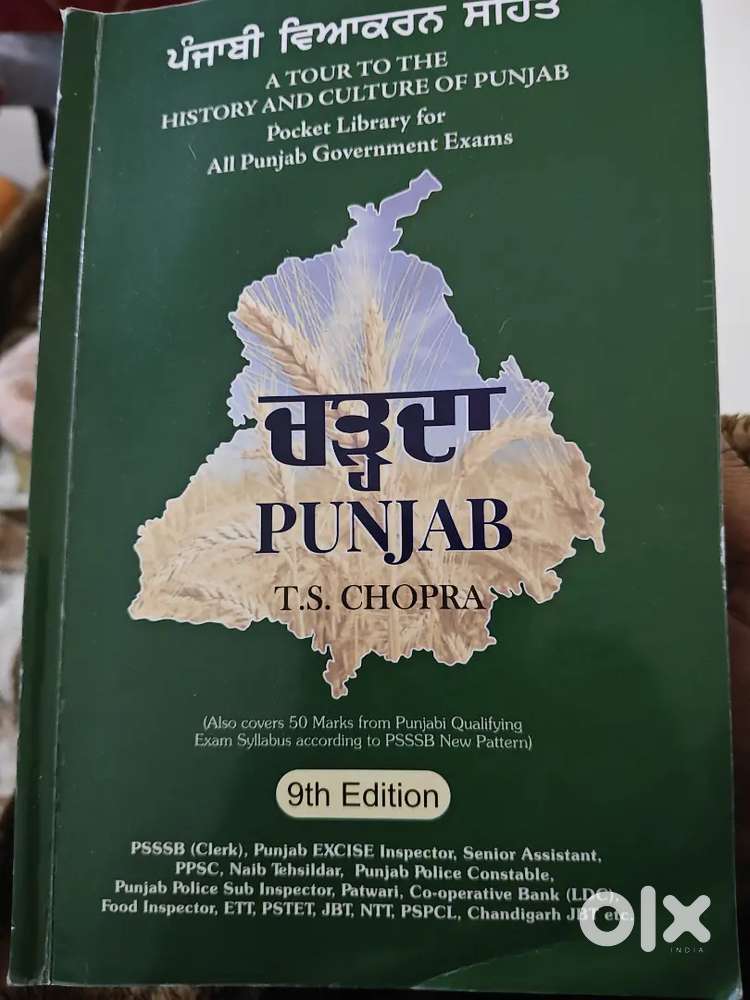 ਪੰਜਾਬੀ ਵਿਆਕਰਨ ਸਹਿਤ
A TOUR TO THE
HISTORY AND CULTURE OF PUNJAB
Pocket Library for
All Punjab Government Exams
ਚੜ੍ਹਦਾ
PUNJAB
T.S. CHOPRA
(Also covers 50 Marks from Punjabi Qualifying
Exam Syllabus according to PSSSB New Pattern)
9th Edition
PSSSB (Clerk), Punjab EXCISE Inspector, Senior Assistant,
PPSC, Naib Tehsildar, Punjab Police Constable,
Punjab Police Sub Inspector, Patwari, Co-operative Bank (LDC),
Food Inspector, ETT, PSTET, JBT, NTT, PSPCL, Chandigarh JBT etc.
olx
INDIA